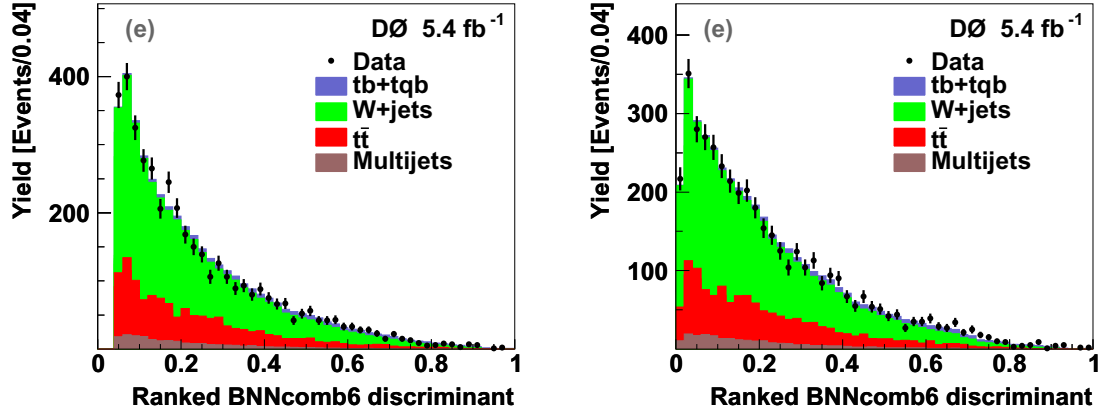 (e) DØ 5.4 fb⁻¹
Data
tb+tqb
W+jets
tt̄
Multijets
Yield [Events/0.04]
400
200
0 0.2 0.4 0.6 0.8 1
Ranked BNNcomb6 discriminant
(e) DØ 5.4 fb⁻¹
Data
tb+tqb
W+jets
tt̄
Multijets
Yield [Events/0.04]
400
300
200
100
0 0.2 0.4 0.6 0.8 1
Ranked BNNcomb6 discriminant